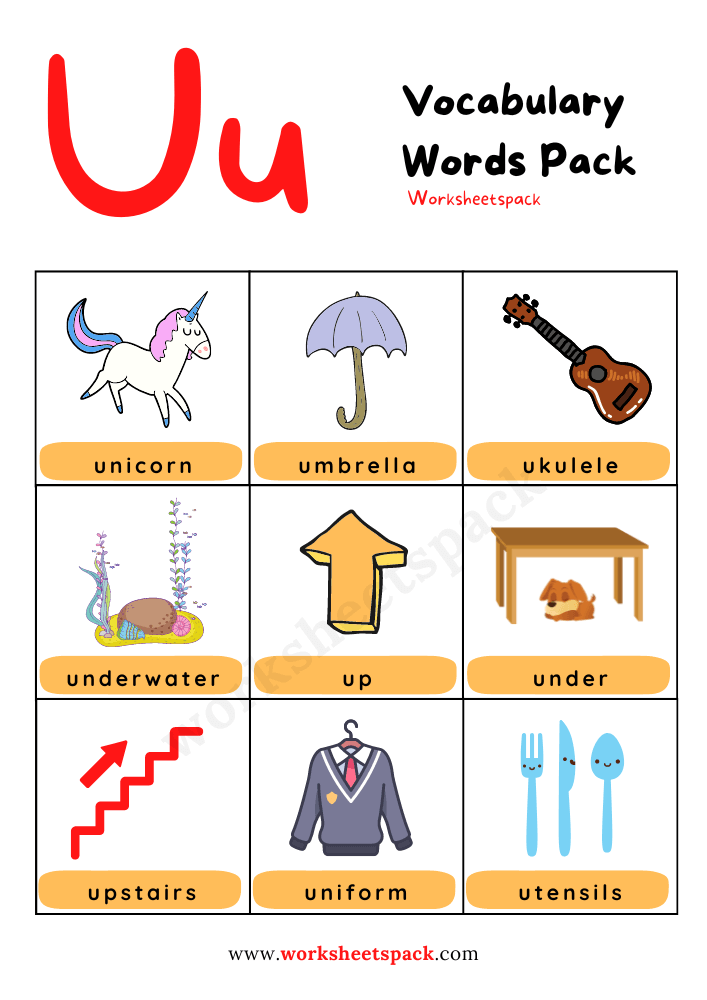 Uu
Vocabulary
Words Pack
Worksheetspack
unicorn
umbrella
ukulele
underwater
up
under
upstairs
uniform
utensils
worksheetspack
www.worksheetspack.com